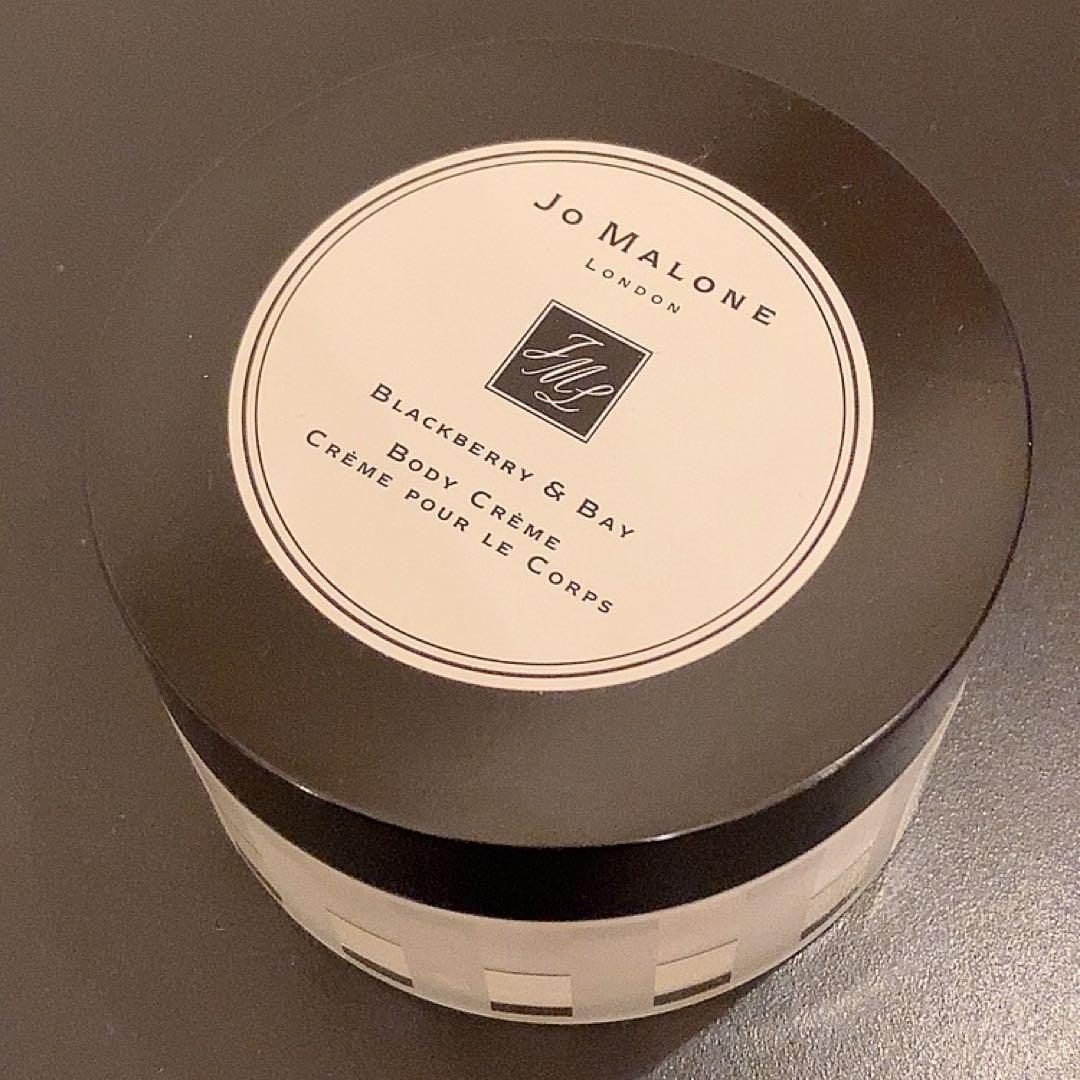 Jo Malone
London
JML
Blackberry & Bay
Body Crème
Crème pour le Corps